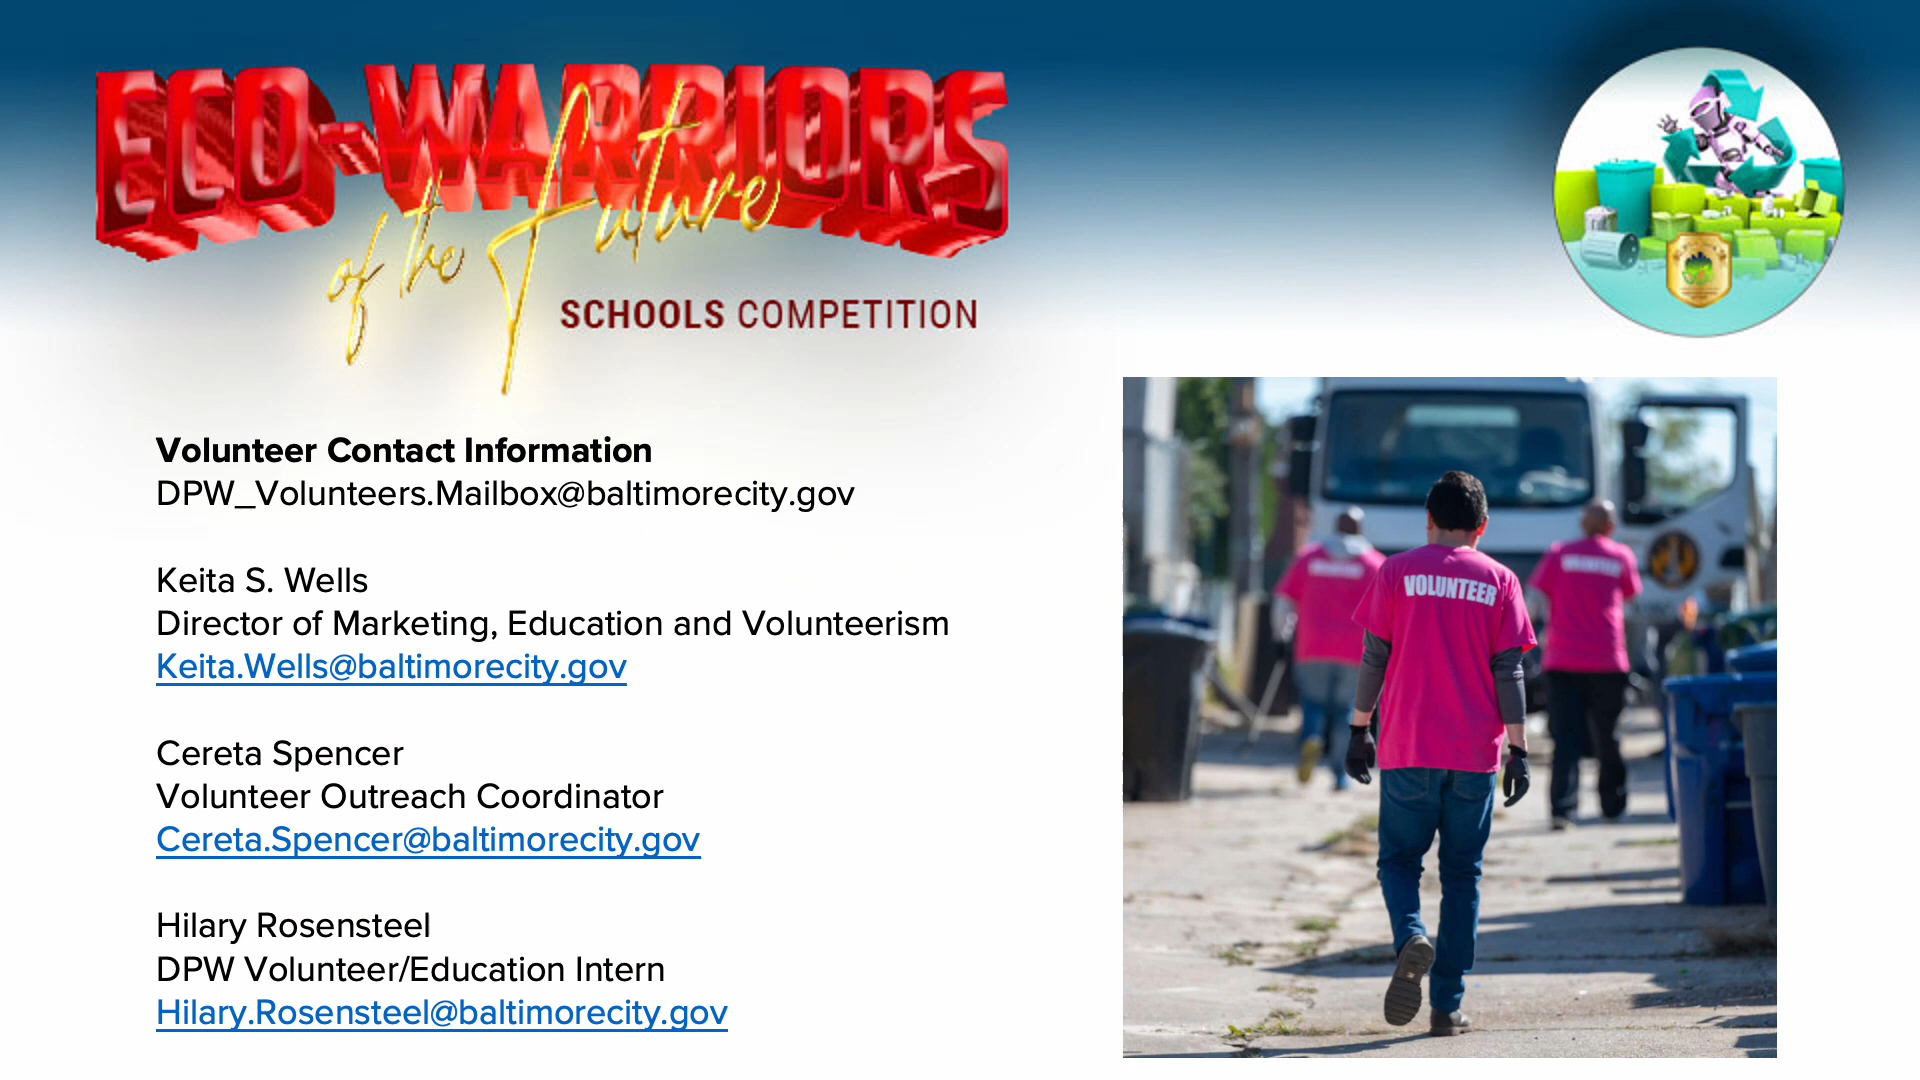 ECO-WARRIORS
of the Future
SCHOOLS COMPETITION
Volunteer Contact Information
DPW_Volunteers.Mailbox@baltimorecity.gov
Keita S. Wells
Director of Marketing, Education and Volunteerism
Keita.Wells@baltimorecity.gov
Cereta Spencer
Volunteer Outreach Coordinator
Cereta.Spencer@baltimorecity.gov
Hilary Rosensteel
DPW Volunteer/Education Intern
Hilary.Rosensteel@baltimorecity.gov
VOLUNTEER